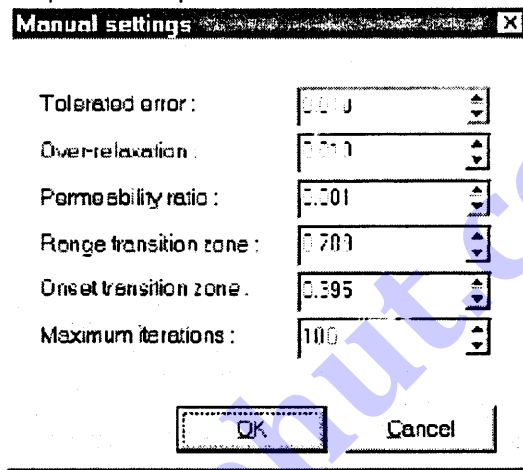 Manual settings
Tolerated error :
Over-relaxation :
Permeability ratio : 0.001
Range transition zone : 0.700
Onset transition zone : 0.395
Maximum iterations : 100
OK Cancel